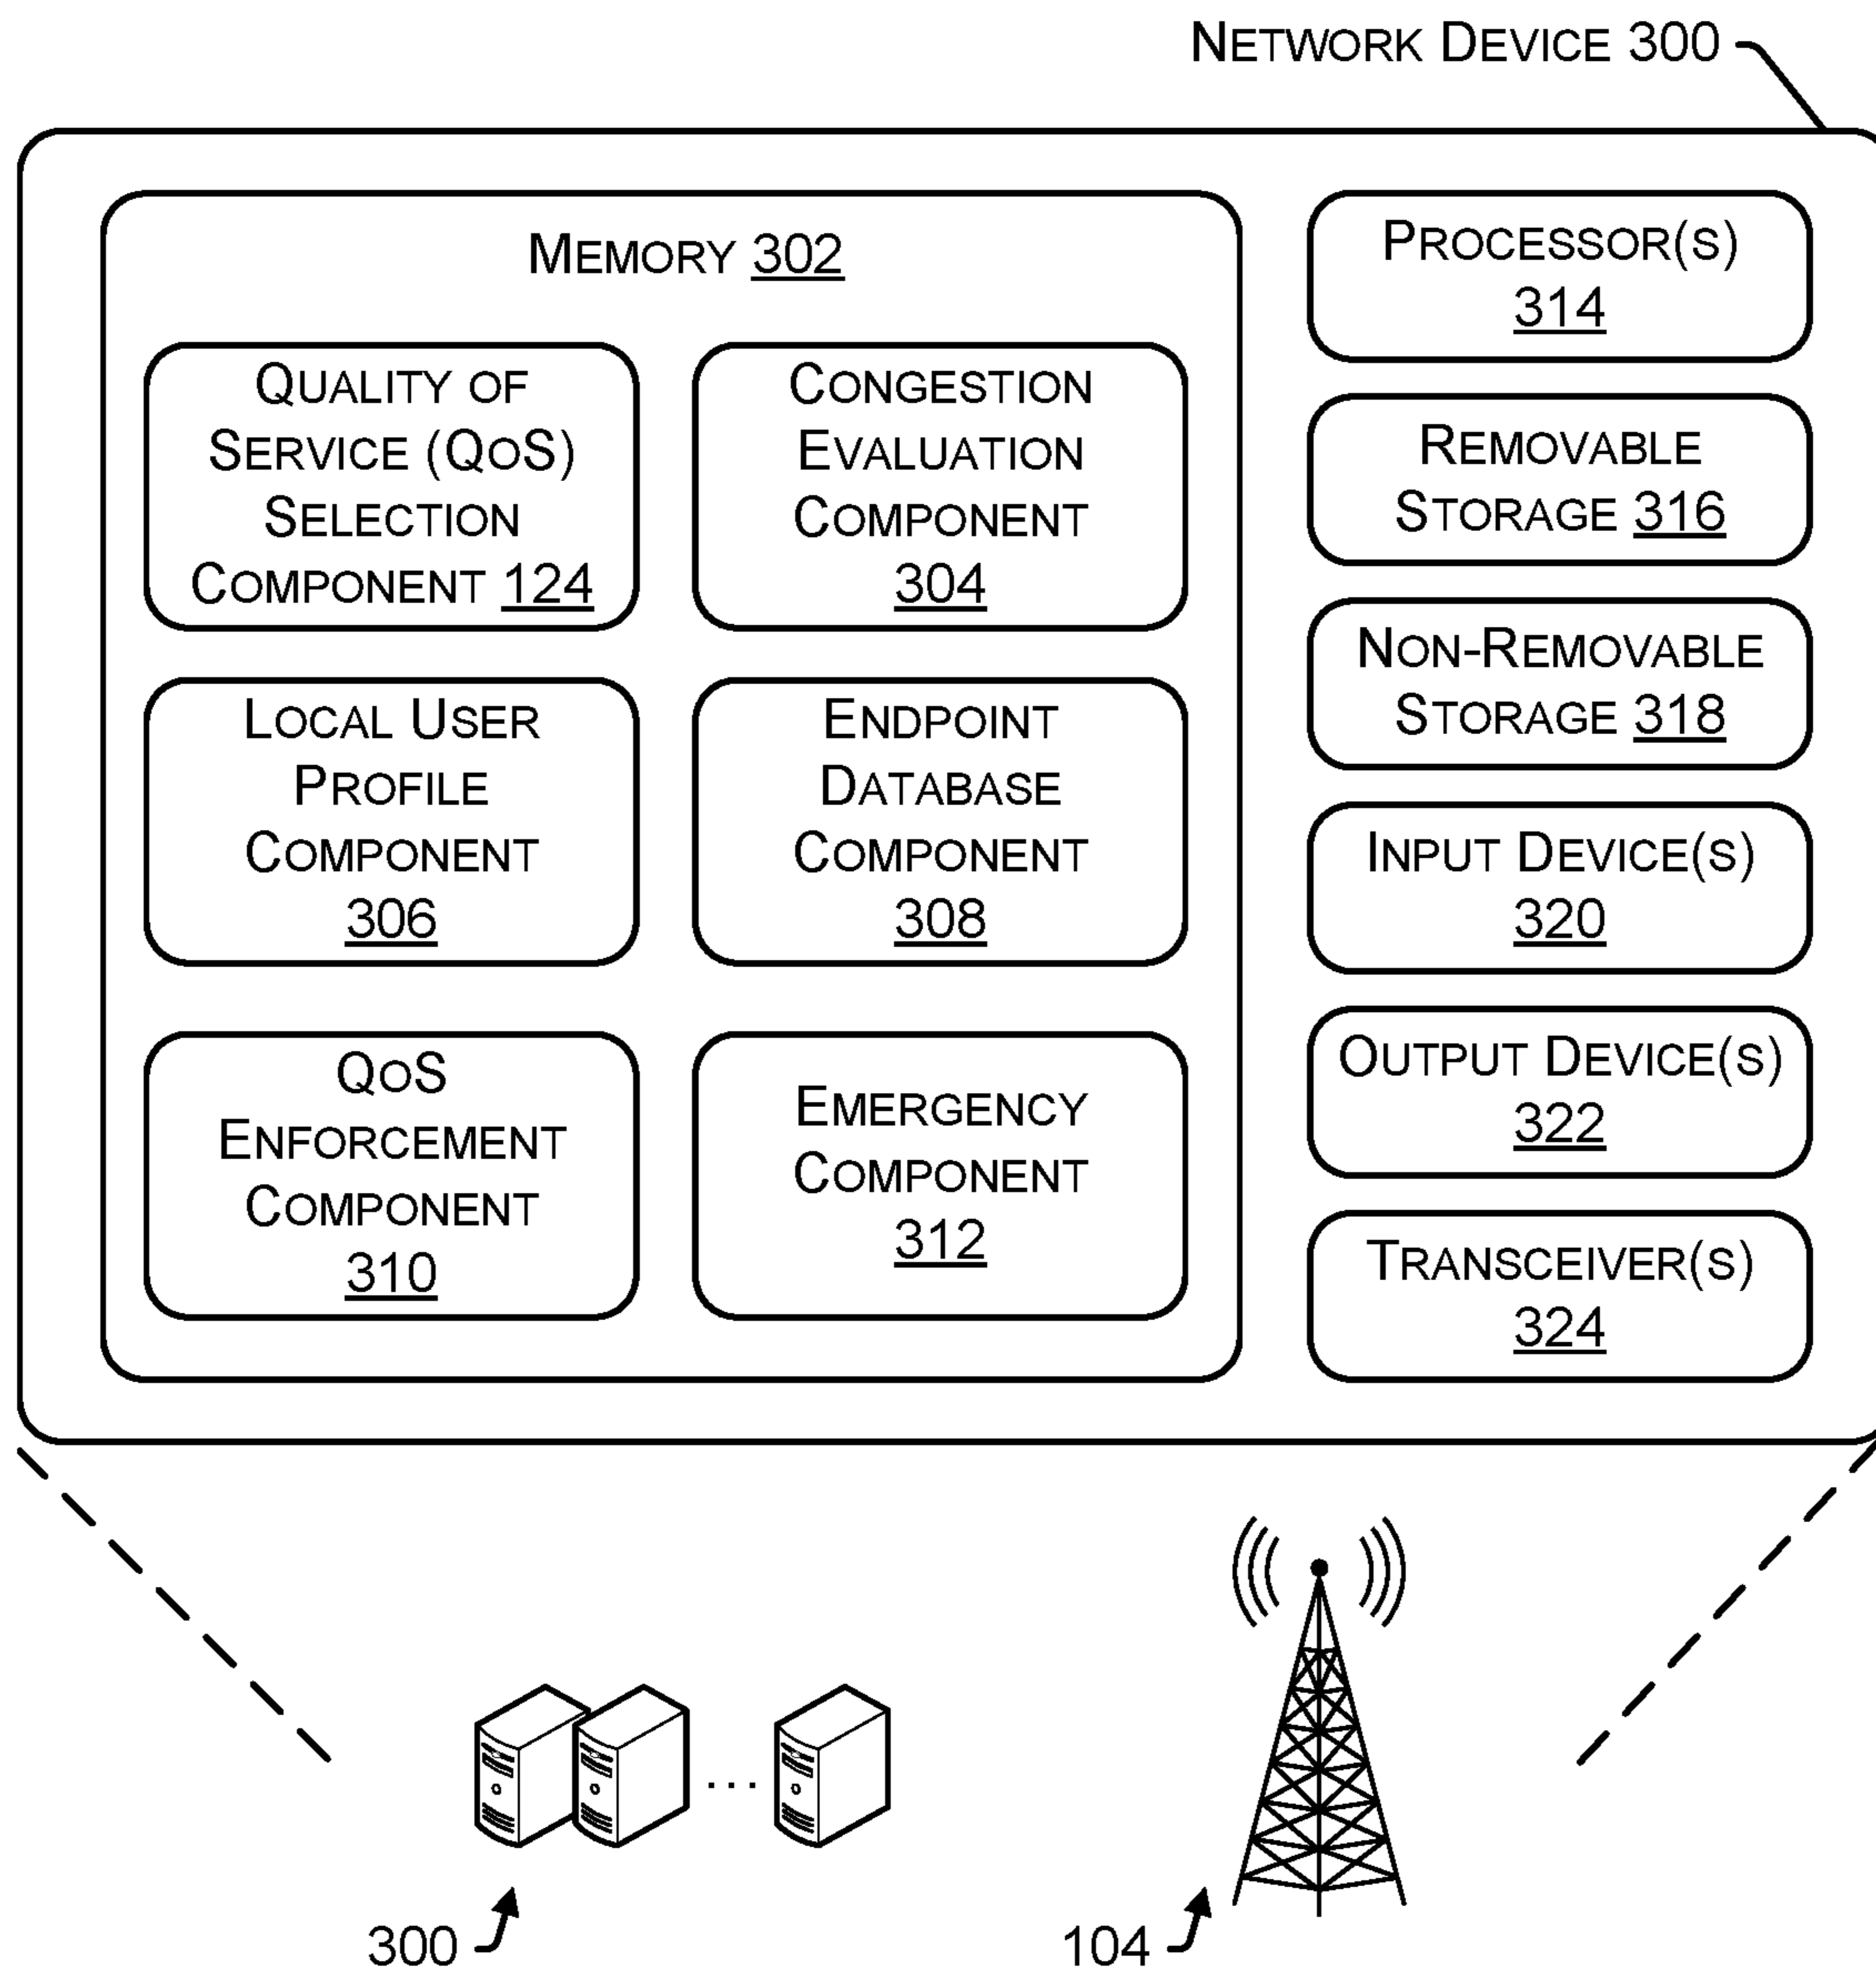 NETWORK DEVICE 300
MEMORY 302
QUALITY OF
SERVICE (QOS)
SELECTION
COMPONENT 124
CONGESTION
EVALUATION
COMPONENT
304
LOCAL USER
PROFILE
COMPONENT
306
ENDPOINT
DATABASE
COMPONENT
308
QOS
ENFORCEMENT
COMPONENT
310
EMERGENCY
COMPONENT
312
PROCESSOR(S)
314
REMOVABLE
STORAGE 316
NON-REMOVABLE
STORAGE 318
INPUT DEVICE(S)
320
OUTPUT DEVICE(S)
322
TRANSCEIVER(S)
324
...
300
104